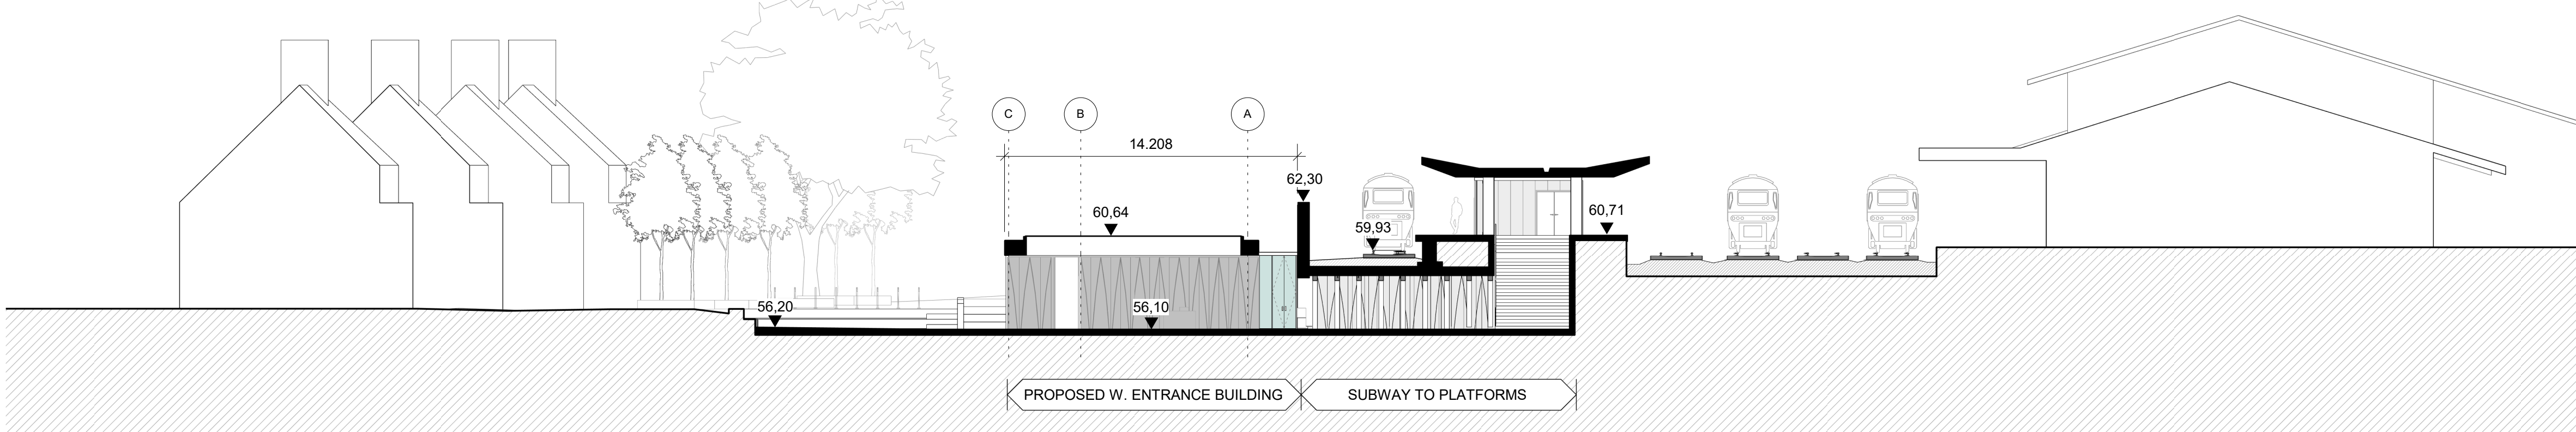 C B A
14.208
62,30
60,64
60,71
59,93
56,20
56,10
PROPOSED W. ENTRANCE BUILDING
SUBWAY TO PLATFORMS